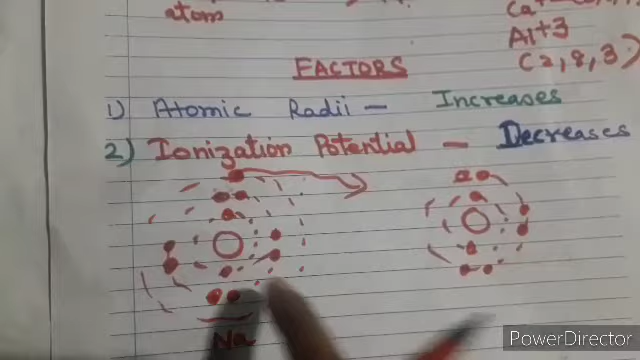 atom
Al+3
(2,8,3)
FACTORS
1) Atomic Radii — Increases
2) Ionization Potential — Decreases
Na
PowerDirector